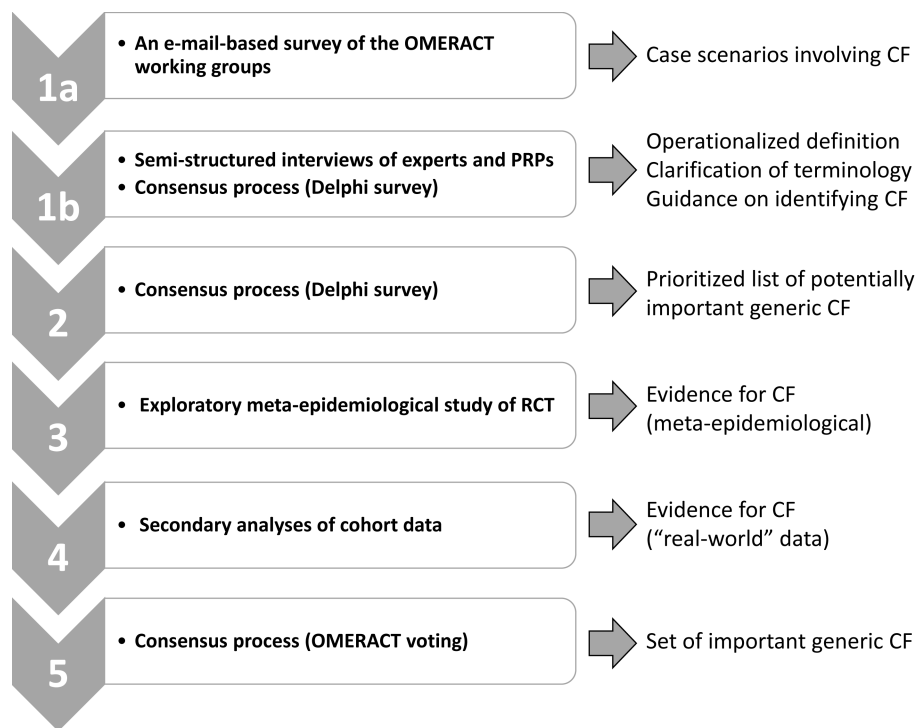 1a
• An e-mail-based survey of the OMERACT
working groups
Case scenarios involving CF
1b
• Semi-structured interviews of experts and PRPs
• Consensus process (Delphi survey)
Operationalized definition
Clarification of terminology
Guidance on identifying CF
2
• Consensus process (Delphi survey)
Prioritized list of potentially
important generic CF
3
• Exploratory meta-epidemiological study of RCT
Evidence for CF
(meta-epidemiological)
4
• Secondary analyses of cohort data
Evidence for CF
(“real-world” data)
5
• Consensus process (OMERACT voting)
Set of important generic CF